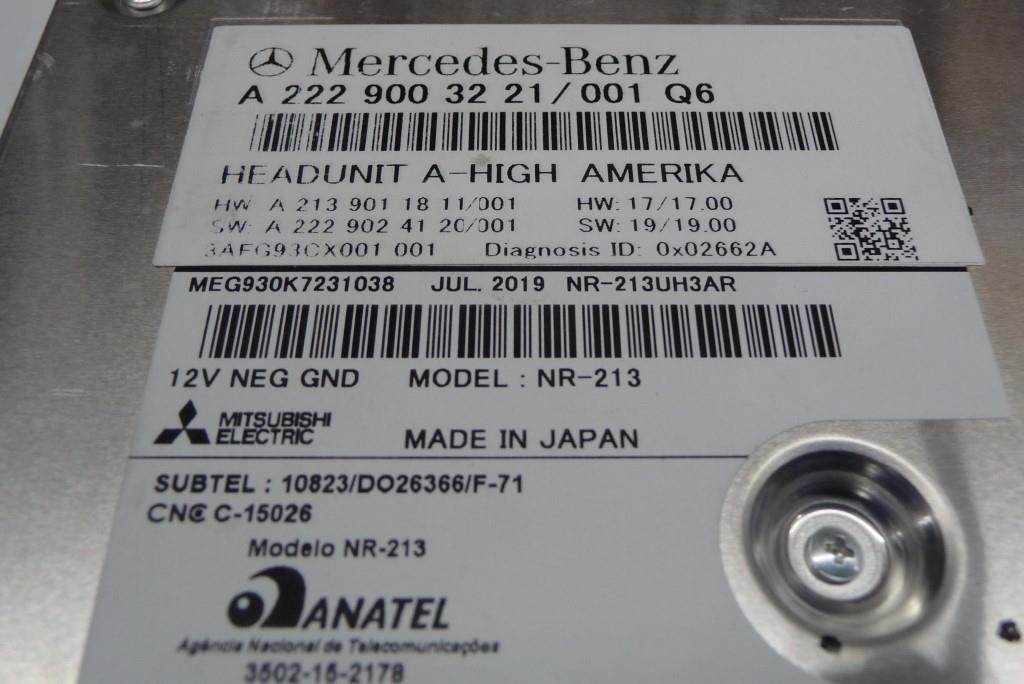 Mercedes-Benz
A 222 900 32 21/001 Q6
HEADUNIT A-HIGH AMERIKA
HW A 213 901 18 11/001 HW: 17/17.00
SW: A 222 902 41 20/001 SW: 19/19.00
3AFG93CX001 001 Diagnosis ID: 0x02662A
MEG930K7231038 JUL. 2019 NR-213UH3AR
12V NEG GND MODEL : NR-213
MITSUBISHI
ELECTRIC
MADE IN JAPAN
SUBTEL : 10823/DO26366/F-71
CNC C-15026
Modelo NR-213
ANATEL
Agência Nacional de Telecomunicações
3502-15-2178